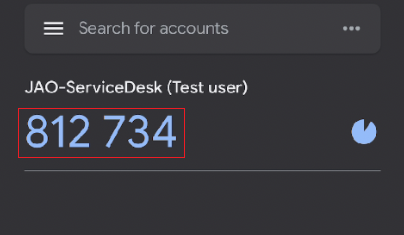 Search for accounts
JAO-ServiceDesk (Test user)
812 734